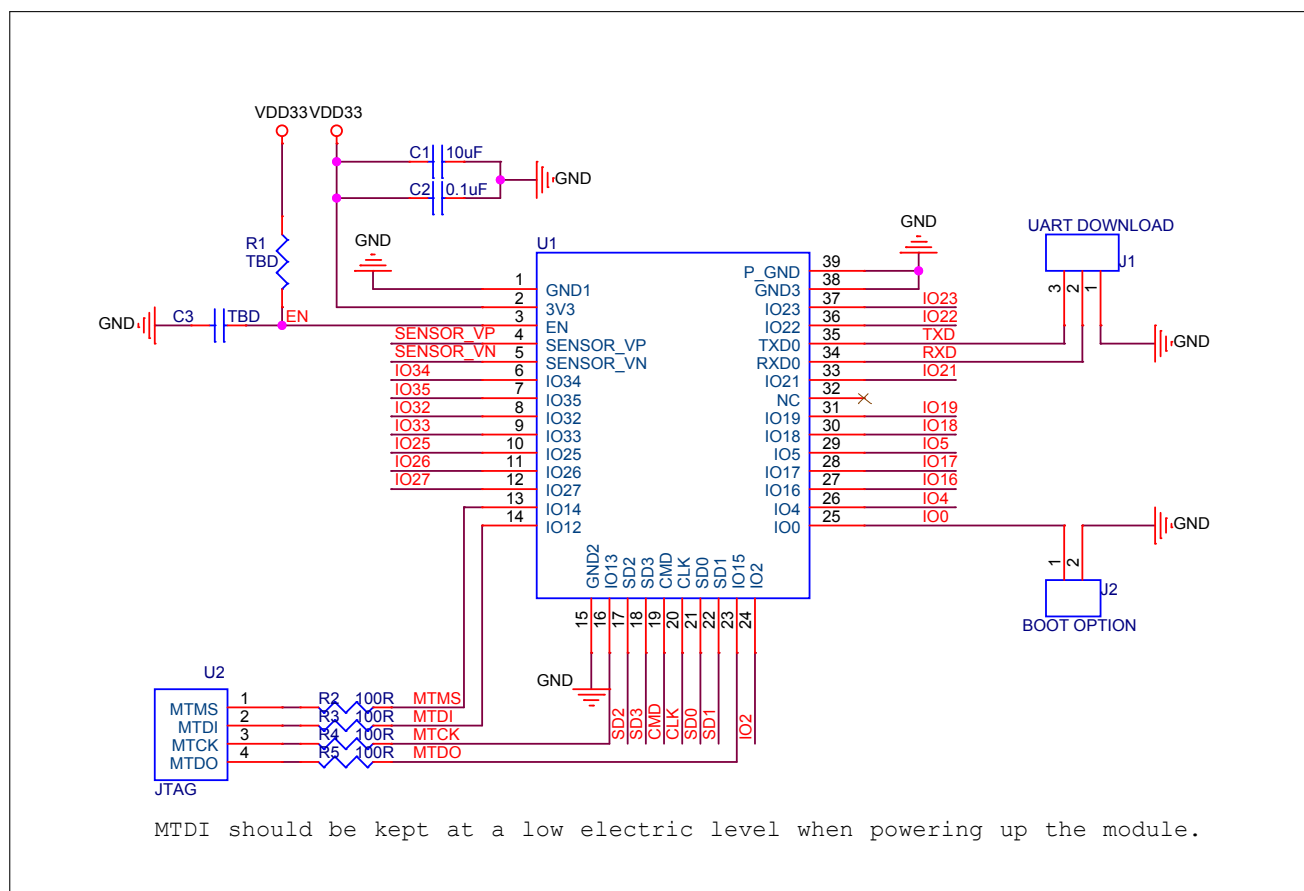 VDD33 VDD33
C1 10uF
C2 0.1uF
GND
R1
TBD
GND
C3 TBD
EN
GND
U1
1 GND1
2 3V3
3 EN
SENSOR_VP 4 SENSOR_VP
SENSOR_VN 5 SENSOR_VN
IO34 6 IO34
IO35 7 IO35
IO32 8 IO32
IO33 9 IO33
IO25 10 IO25
IO26 11 IO26
IO27 12 IO27
13 IO14
14 IO12
GND
P_GND 39
GND3 38
IO23 37 IO23
IO22 36 IO22
TXD0 35 TXD
RXD0 34 RXD
IO21 33 IO21
NC 32
IO19 31 IO19
IO18 30 IO18
IO5 29 IO5
IO17 28 IO17
IO16 27 IO16
IO4 26 IO4
IO0 25 IO0
UART DOWNLOAD
J1
3 2 1
GND
GND
1 2
J2
BOOT OPTION
GND2 IO13 SD2 SD3 CMD CLK SD0 SD1 IO15 IO2
15 16 17 18 19 20 21 22 23 24
GND
SD2 SD3 CMD CLK SD0 SD1 IO2
U2
MTMS 1 R2 100R MTMS
MTDI 2 R3 100R MTDI
MTCK 3 R4 100R MTCK
MTDO 4 R5 100R MTDO
JTAG
MTDI should be kept at a low electric level when powering up the module.